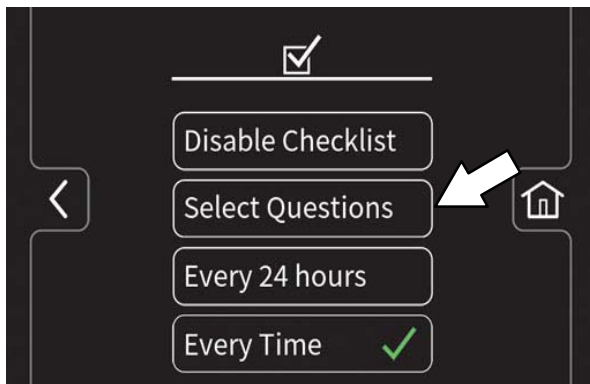 Disable Checklist
Select Questions
Every 24 hours
Every Time